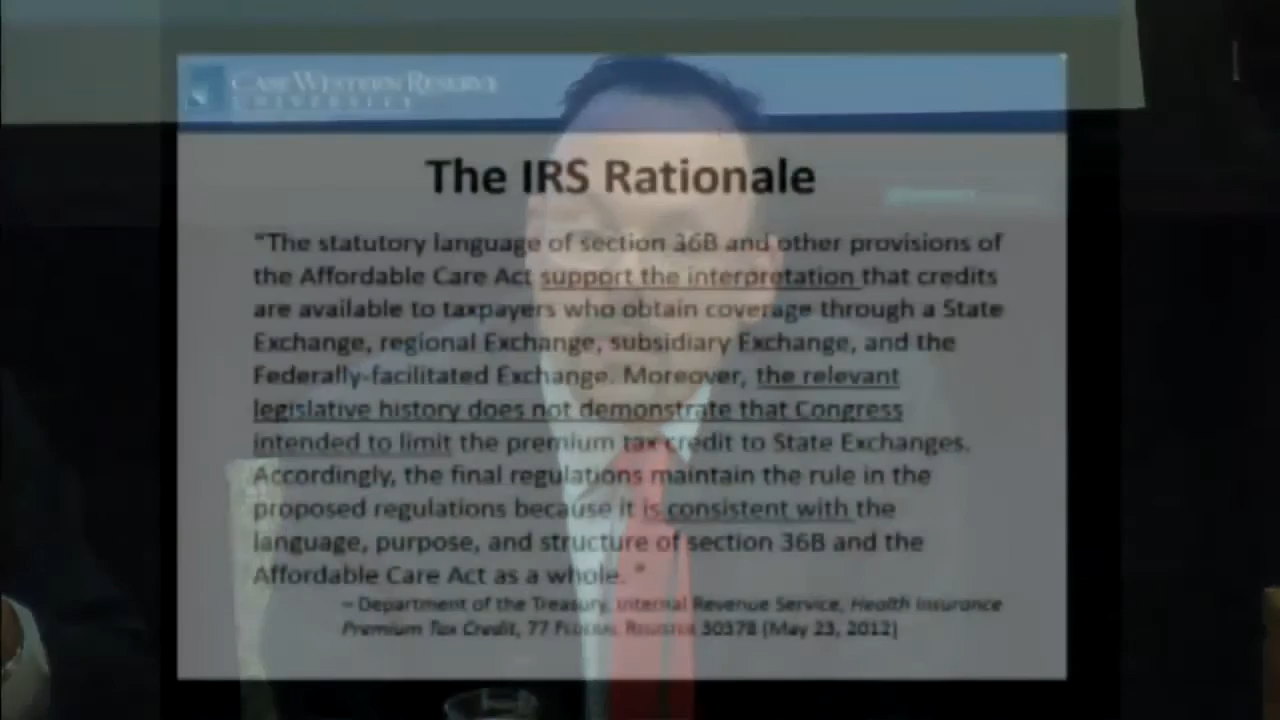 CASE WESTERN RESERVE
UNIVERSITY
The IRS Rationale
"The statutory language of section 36B and other provisions of
the Affordable Care Act support the interpretation that credits
are available to taxpayers who obtain coverage through a State
Exchange, regional Exchange, subsidiary Exchange, and the
Federally-facilitated Exchange. Moreover, the relevant
legislative history does not demonstrate that Congress
intended to limit the premium tax credit to State Exchanges.
Accordingly, the final regulations maintain the rule in the
proposed regulations because it is consistent with the
language, purpose, and structure of section 36B and the
Affordable Care Act as a whole. "
– Department of the Treasury, Internal Revenue Service, Health Insurance
Premium Tax Credit, 77 FEDERAL REGISTER 30378 (May 23, 2012)